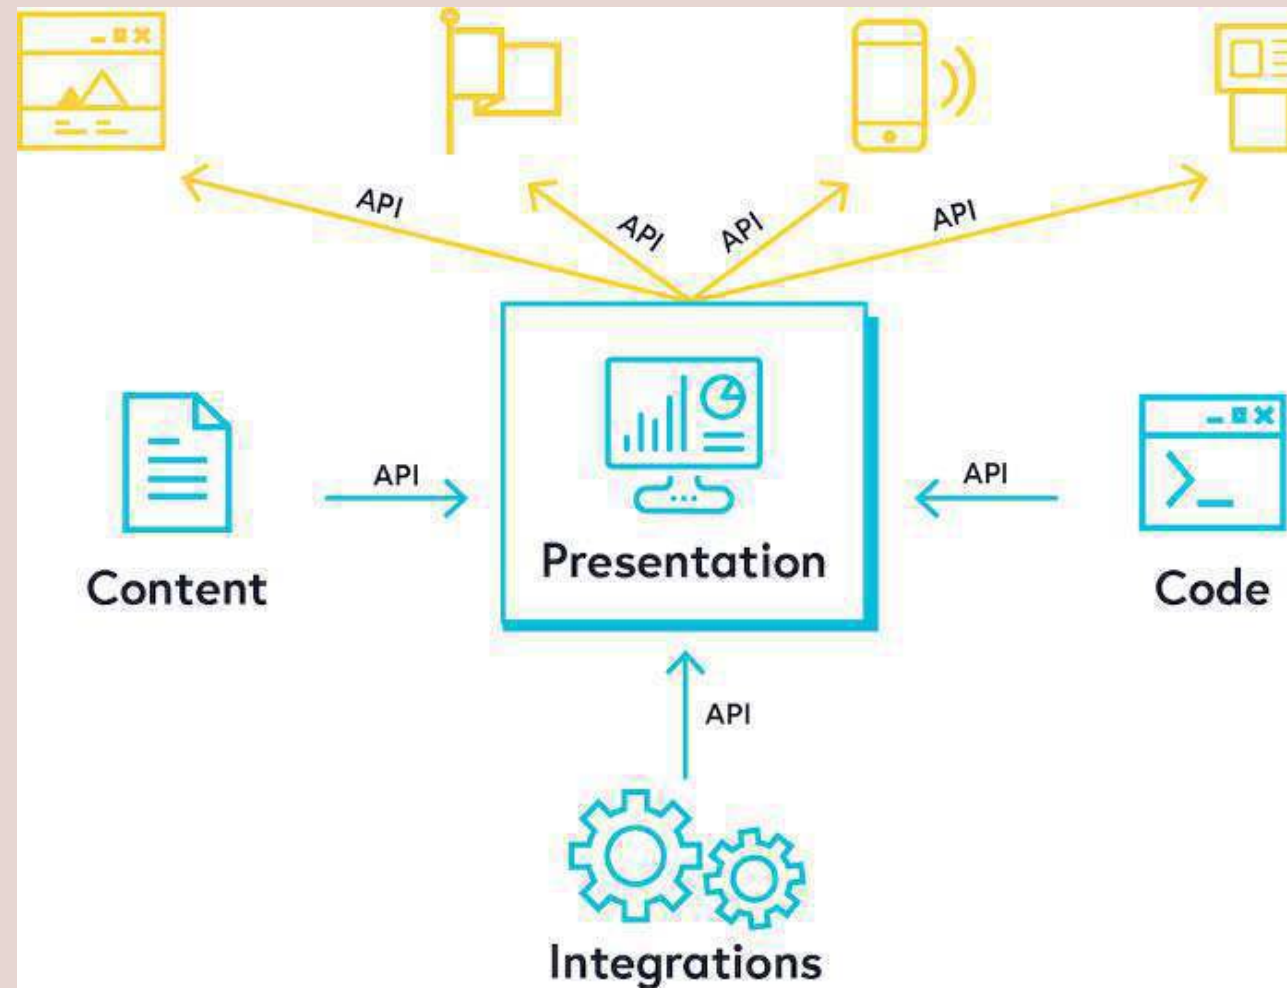 API
API
API
API
API
API
Presentation
Content
Code
API
Integrations